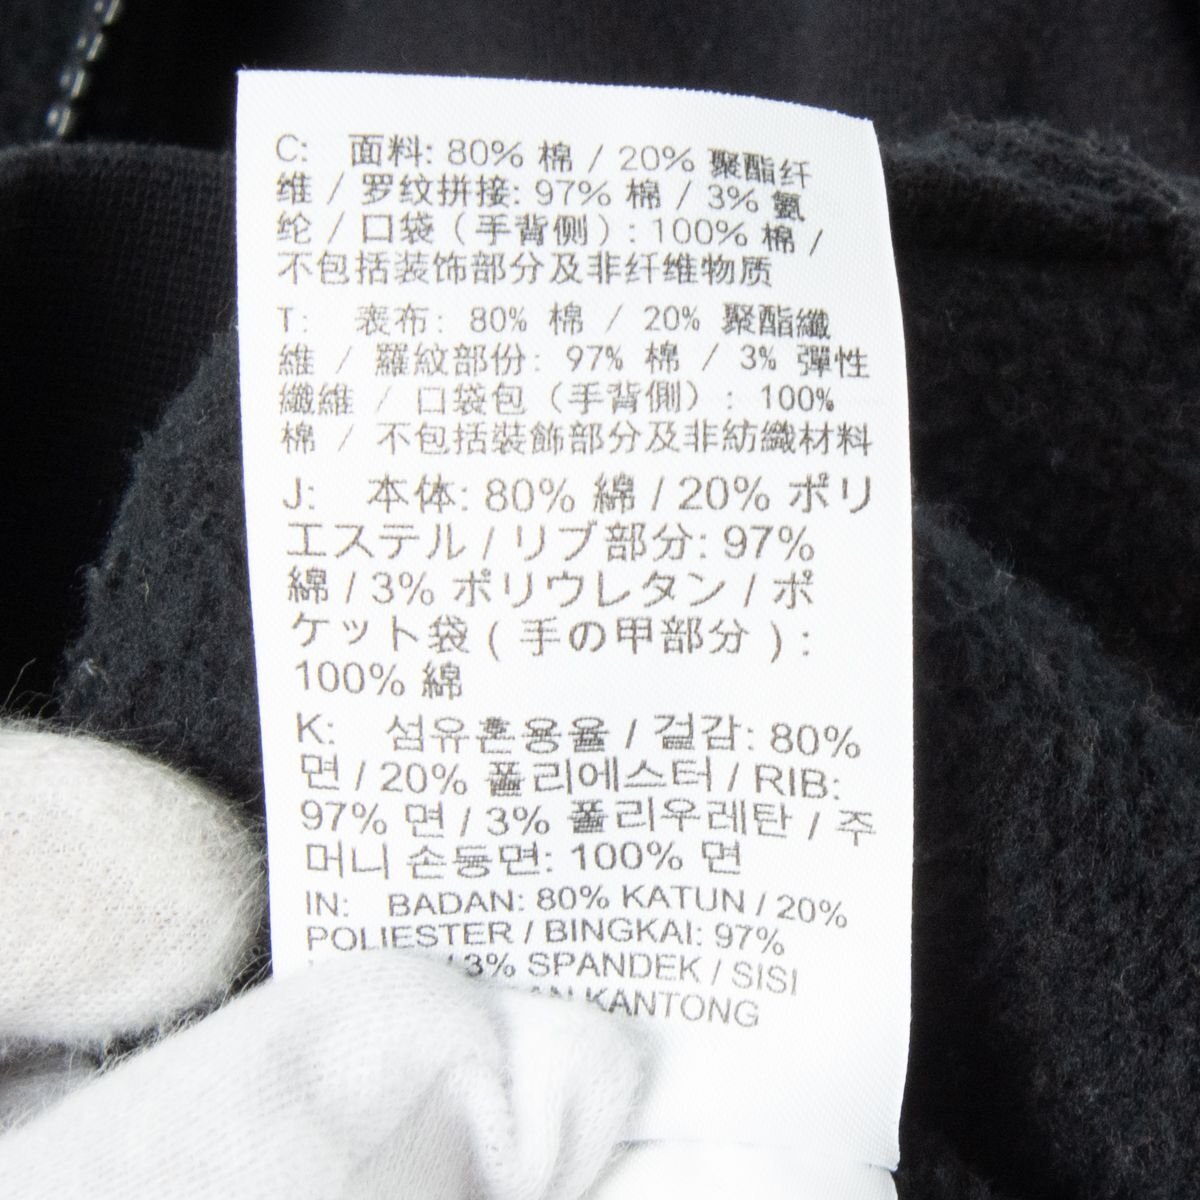 C: 面料: 80% 棉 / 20% 聚酯纤
维 / 罗纹拼接: 97% 棉 / 3% 氨
纶 / 口袋 (手背侧) : 100% 棉 /
不包括装饰部分及非纤维物质
T: 表布: 80% 棉 / 20% 聚酯纖
維 / 羅紋部份: 97% 棉 / 3% 彈性
纖維 / 口袋包 (手背側) : 100%
棉 / 不包括裝飾部分及非紡織材料
J: 本体: 80% 綿 / 20% ポリ
エステル / リブ部分: 97%
綿 / 3% ポリウレタン / ポ
ケット袋 ( 手の甲部分 ) :
100% 綿
K: 섬유혼용율 / 겉감: 80%
면 / 20% 폴리에스터 / RIB:
97% 면 / 3% 폴리우레탄 / 주
머니 손등면: 100% 면
IN: BADAN: 80% KATUN / 20%
POLIESTER / BINGKAI: 97%
/ 3% SPANDEK / SISI
KANTONG